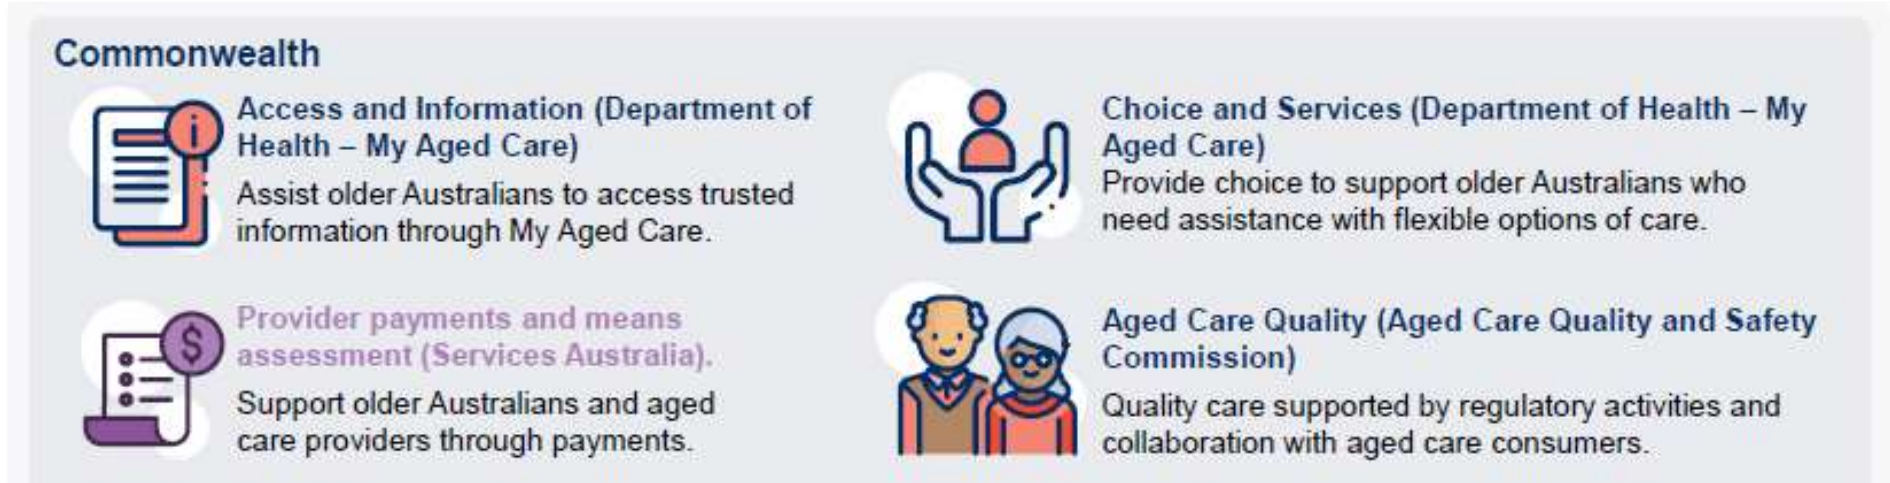 Commonwealth
Access and Information (Department of
Health – My Aged Care)
Assist older Australians to access trusted
information through My Aged Care.
Choice and Services (Department of Health – My
Aged Care)
Provide choice to support older Australians who
need assistance with flexible options of care.
Provider payments and means
assessment (Services Australia).
Support older Australians and aged
care providers through payments.
Aged Care Quality (Aged Care Quality and Safety
Commission)
Quality care supported by regulatory activities and
collaboration with aged care consumers.